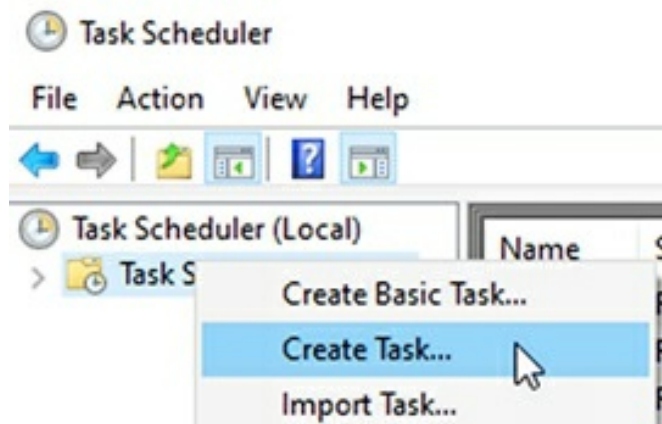 Task Scheduler
File Action View Help
Task Scheduler (Local)
Name
Task S
Create Basic Task...
Create Task...
Import Task...